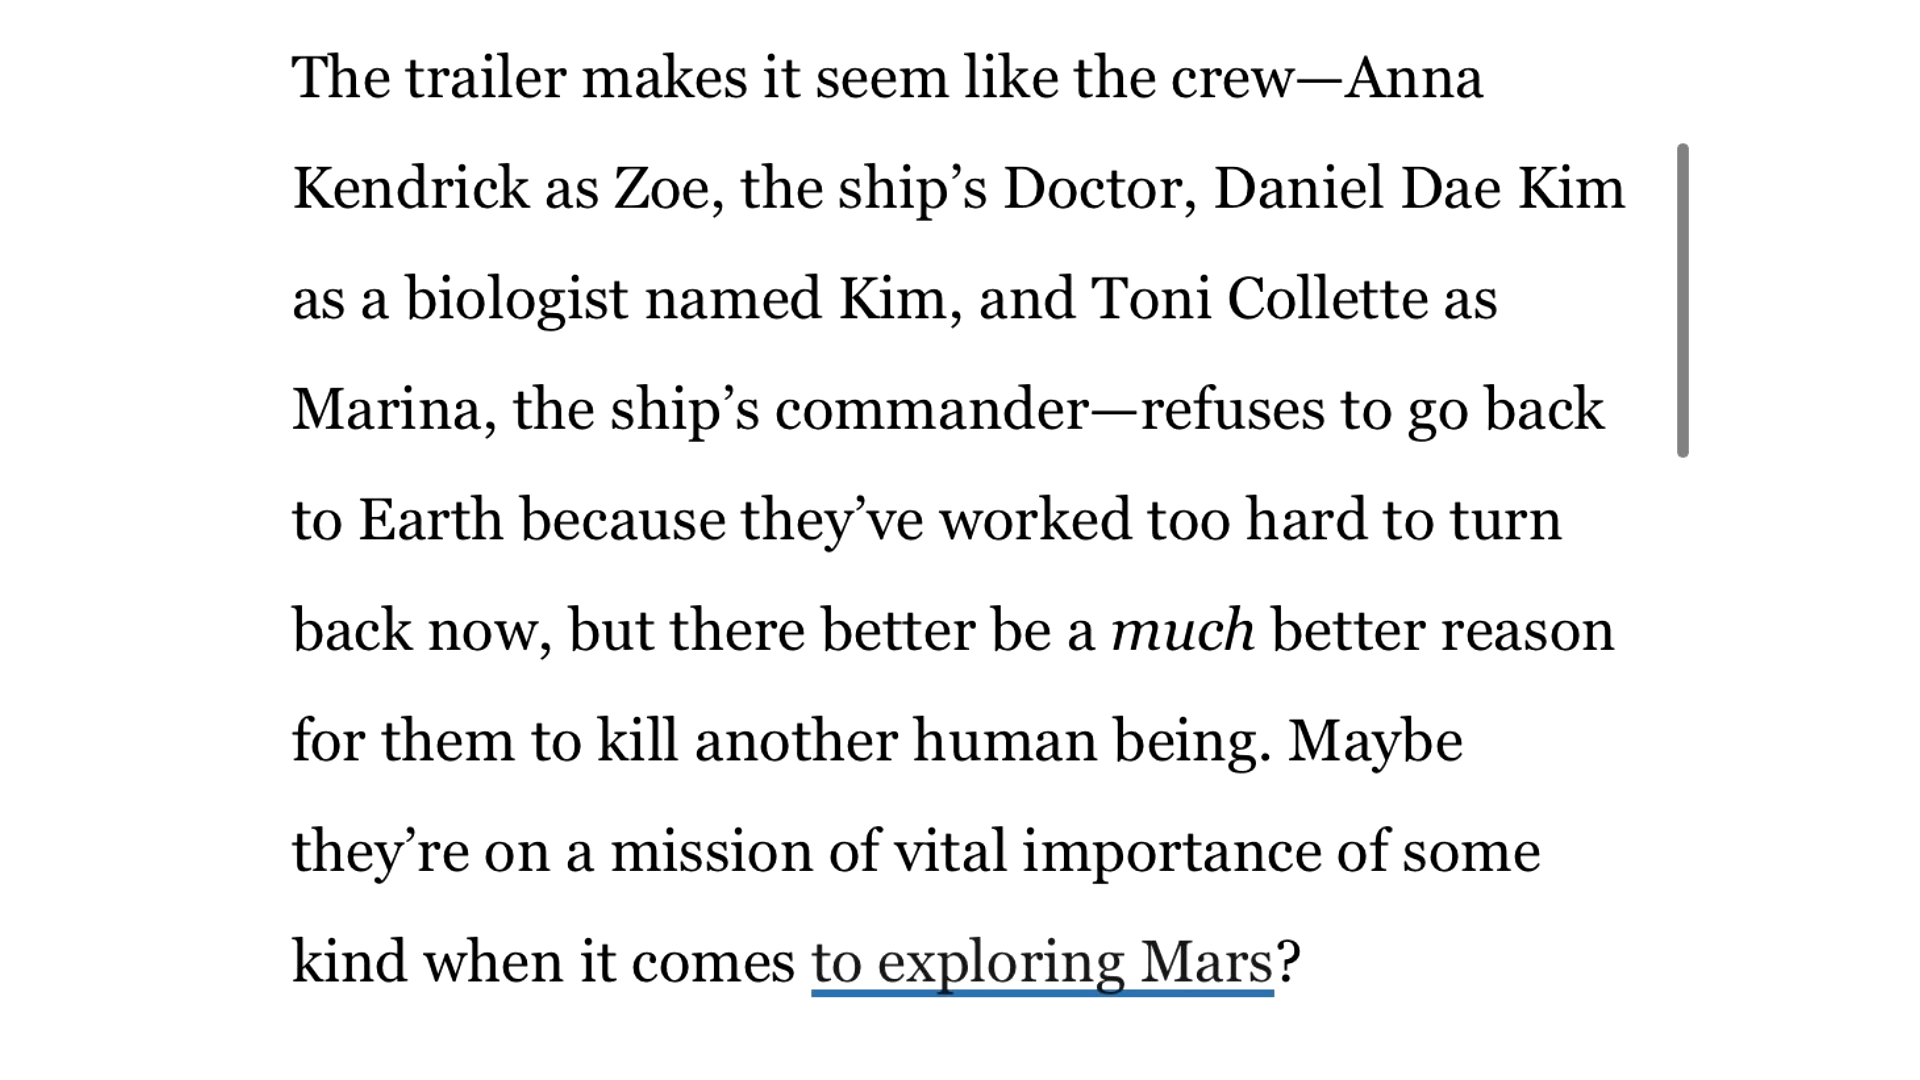 The trailer makes it seem like the crew—Anna
Kendrick as Zoe, the ship’s Doctor, Daniel Dae Kim
as a biologist named Kim, and Toni Collette as
Marina, the ship’s commander—refuses to go back
to Earth because they’ve worked too hard to turn
back now, but there better be a much better reason
for them to kill another human being. Maybe
they’re on a mission of vital importance of some
kind when it comes to exploring Mars?